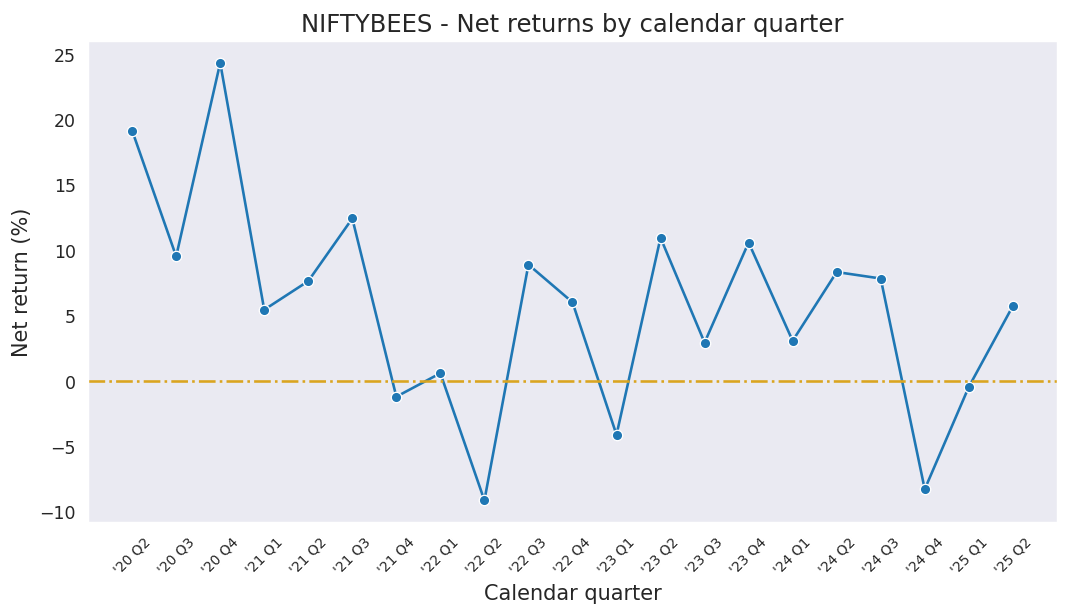 NIFTYBEES - Net returns by calendar quarter
Net return (%)
25
20
15
10
5
0
−5
−10
'20 Q2
'20 Q3
'20 Q4
'21 Q1
'21 Q2
'21 Q3
'21 Q4
'22 Q1
'22 Q2
'22 Q3
'22 Q4
'23 Q1
'23 Q2
'23 Q3
'23 Q4
'24 Q1
'24 Q2
'24 Q3
'24 Q4
'25 Q1
'25 Q2
Calendar quarter